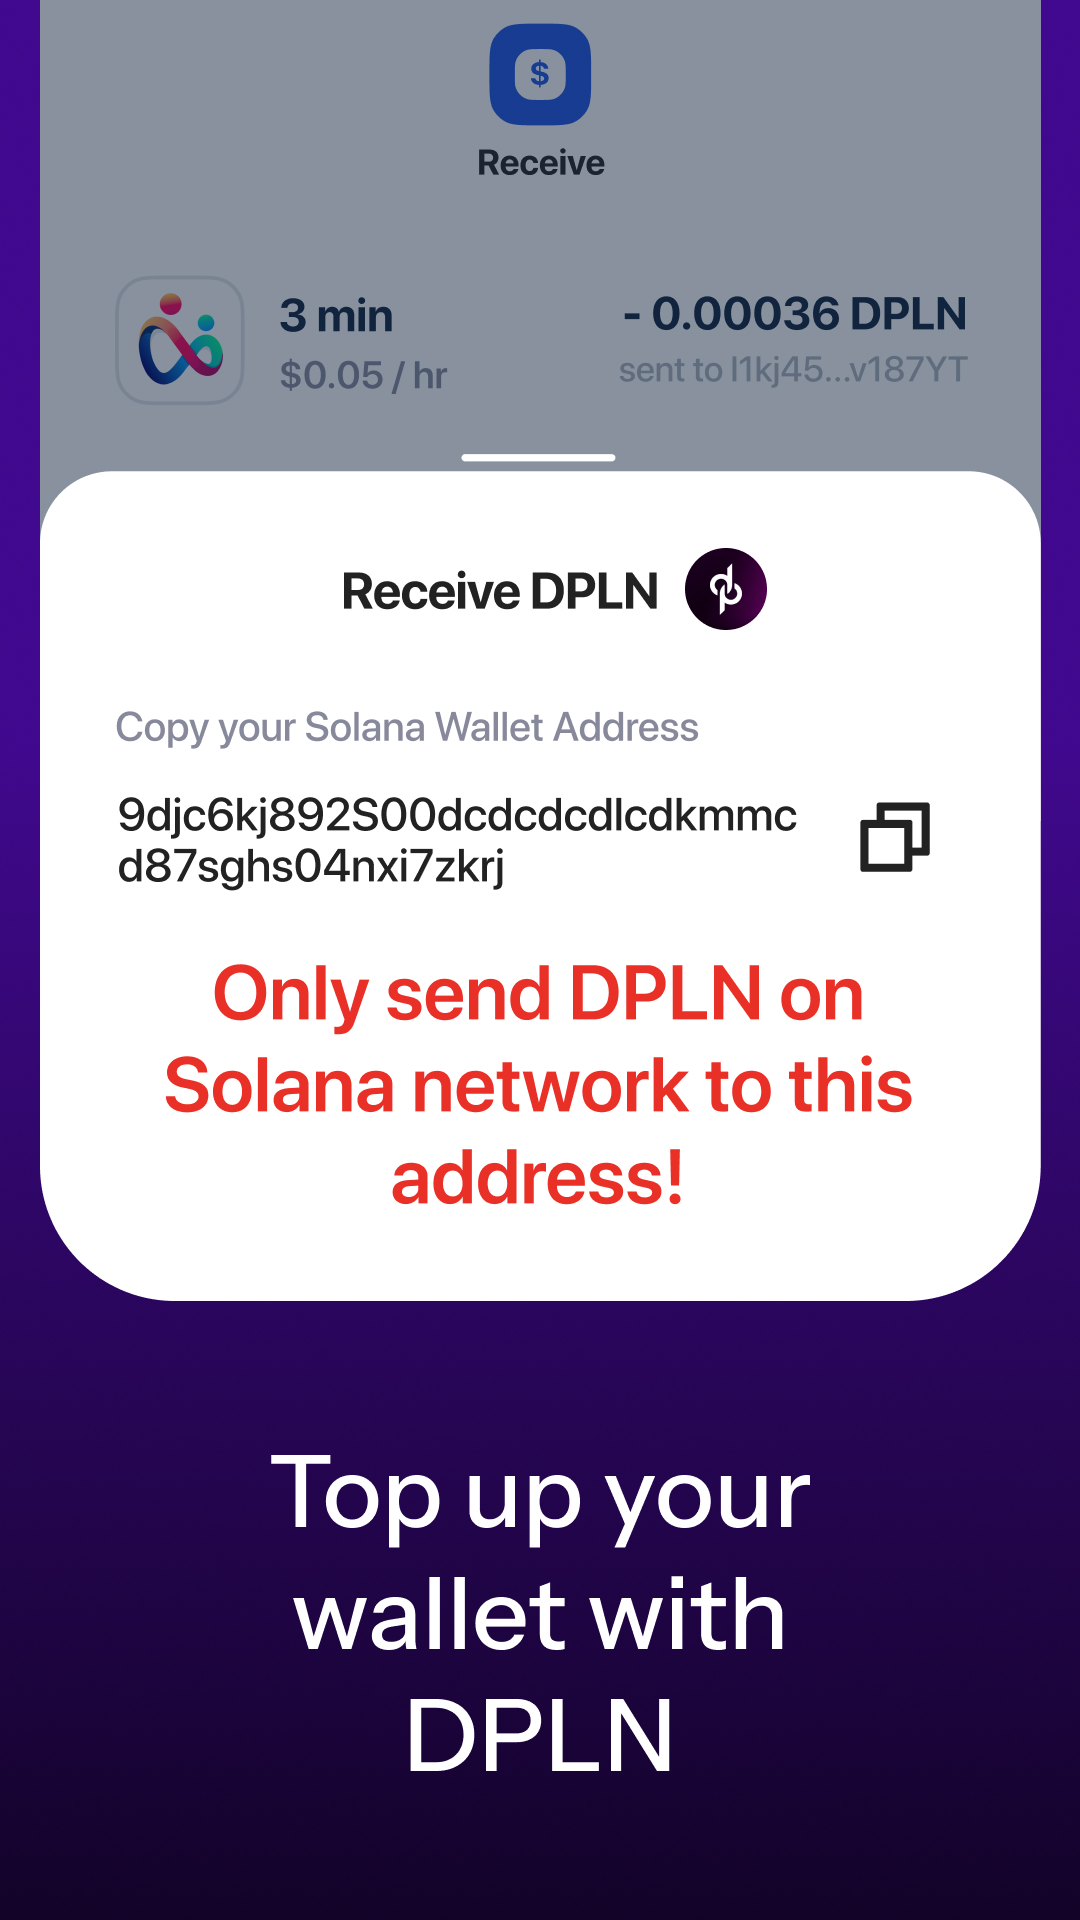 $
Receive
3 min
- 0.00036 DPLN
$0.05 / hr
sent to l1kj45...v187YT
Receive DPLN
Copy your Solana Wallet Address
9djc6kj892S00dcdcdcdlcdkmmc
d87sghs04nxi7zkrj
Only send DPLN on
Solana network to this
address!
Top up your
wallet with
DPLN